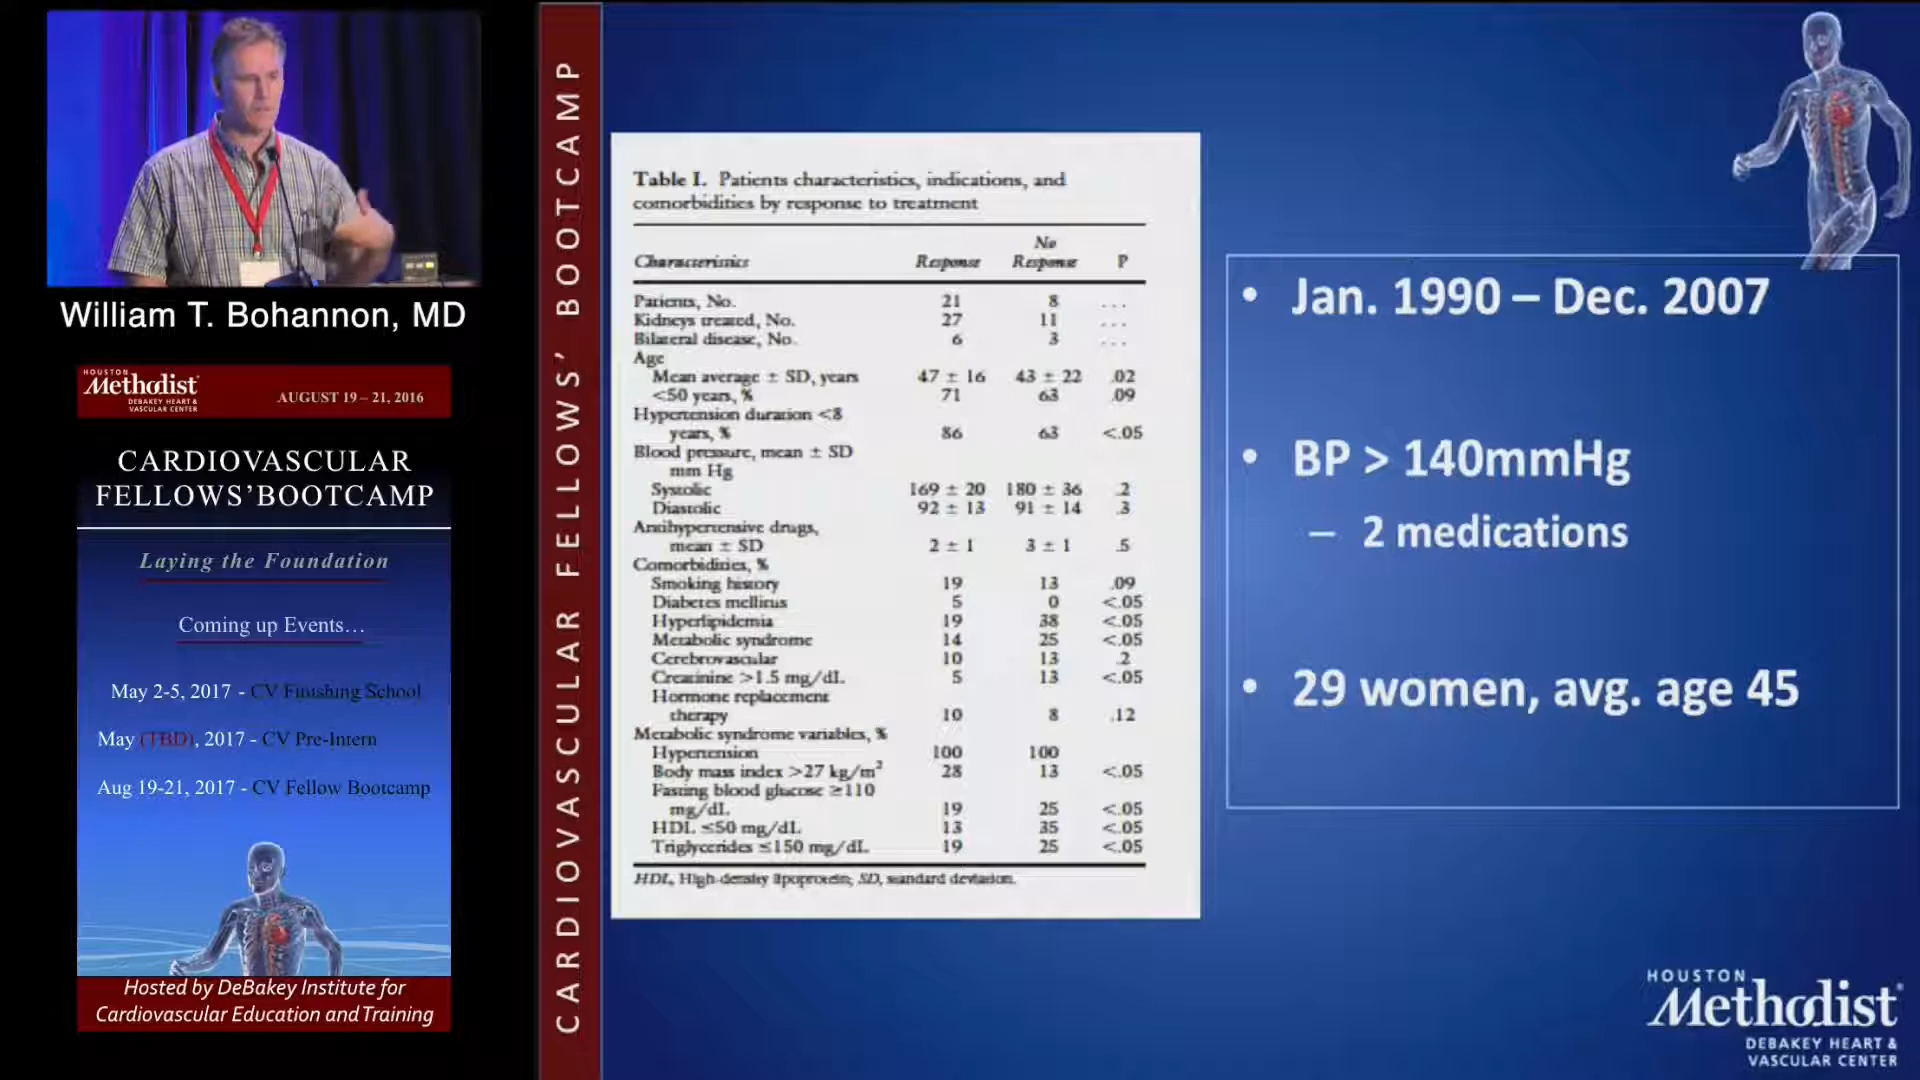 William T. Bohannon, MD
HOUSTON
Methodist
DEBAKEY HEART &
VASCULAR CENTER
AUGUST 19 – 21, 2016
CARDIOVASCULAR
FELLOWS’BOOTCAMP
Laying the Foundation
Coming up Events…
May 2-5, 2017 - CV Finishing School
May (TBD), 2017 - CV Pre-Intern
Aug 19-21, 2017 - CV Fellow Bootcamp
Hosted by DeBakey Institute for
Cardiovascular Education and Training
CARDIOVASCULAR FELLOWS’ BOOTCAMP
Table I. Patients characteristics, indications, and
comorbidities by response to treatment
No
Characteristics Response Response P
Patients, No. 21 8 . . .
Kidneys treated, No. 27 11 . . .
Bilateral disease, No. 6 3 . . .
Age
Mean average ± SD, years 47 ± 16 43 ± 22 .02
<50 years, % 71 63 .09
Hypertension duration <8
years, % 86 63 <.05
Blood pressure, mean ± SD
mm Hg
Systolic 169 ± 20 180 ± 36 .2
Diastolic 92 ± 13 91 ± 14 .3
Antihypertensive drugs,
mean ± SD 2 ± 1 3 ± 1 .5
Comorbidities, %
Smoking history 19 13 .09
Diabetes mellitus 5 0 <.05
Hyperlipidemia 19 38 <.05
Metabolic syndrome 14 25 <.05
Cerebrovascular 10 13 .2
Creatinine >1.5 mg/dL 5 13 <.05
Hormone replacement
therapy 10 8 .12
Metabolic syndrome variables, %
Hypertension 100 100
Body mass index >27 kg/m² 28 13 <.05
Fasting blood glucose ≥110
mg/dL 19 25 <.05
HDL ≤50 mg/dL 13 35 <.05
Triglycerides ≤150 mg/dL 19 25 <.05
HDL, High-density lipoprotein; SD, standard deviation.
• Jan. 1990 – Dec. 2007
• BP > 140mmHg
– 2 medications
• 29 women, avg. age 45
HOUSTON
Methodist
DEBAKEY HEART &
VASCULAR CENTER